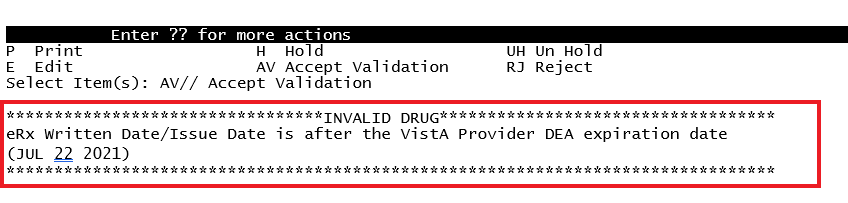 Enter ?? for more actions
P Print H Hold UH Un Hold
E Edit AV Accept Validation RJ Reject
Select Item(s): AV// Accept Validation
*********************************INVALID DRUG***********************************
eRx Written Date/Issue Date is after the VistA Provider DEA expiration date
(JUL 22 2021)
********************************************************************************